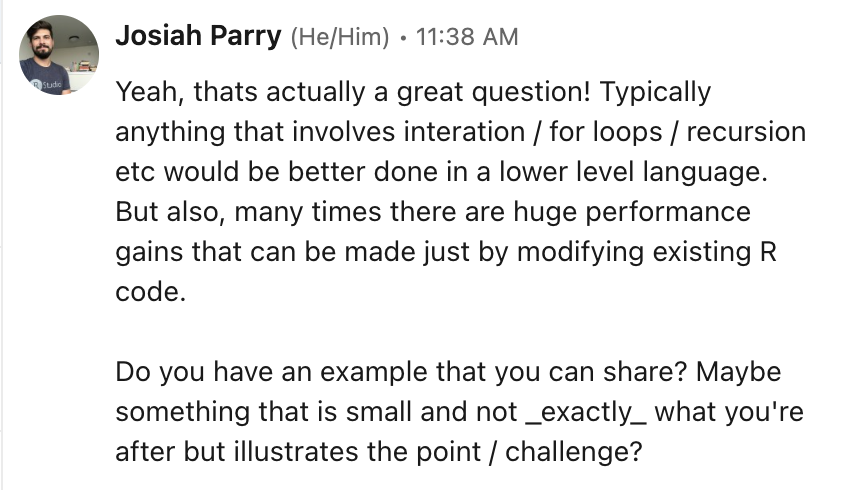 Josiah Parry (He/Him) • 11:38 AM
Yeah, thats actually a great question! Typically
anything that involves interation / for loops / recursion
etc would be better done in a lower level language.
But also, many times there are huge performance
gains that can be made just by modifying existing R
code.
Do you have an example that you can share? Maybe
something that is small and not _exactly_ what you're
after but illustrates the point / challenge?
Studio